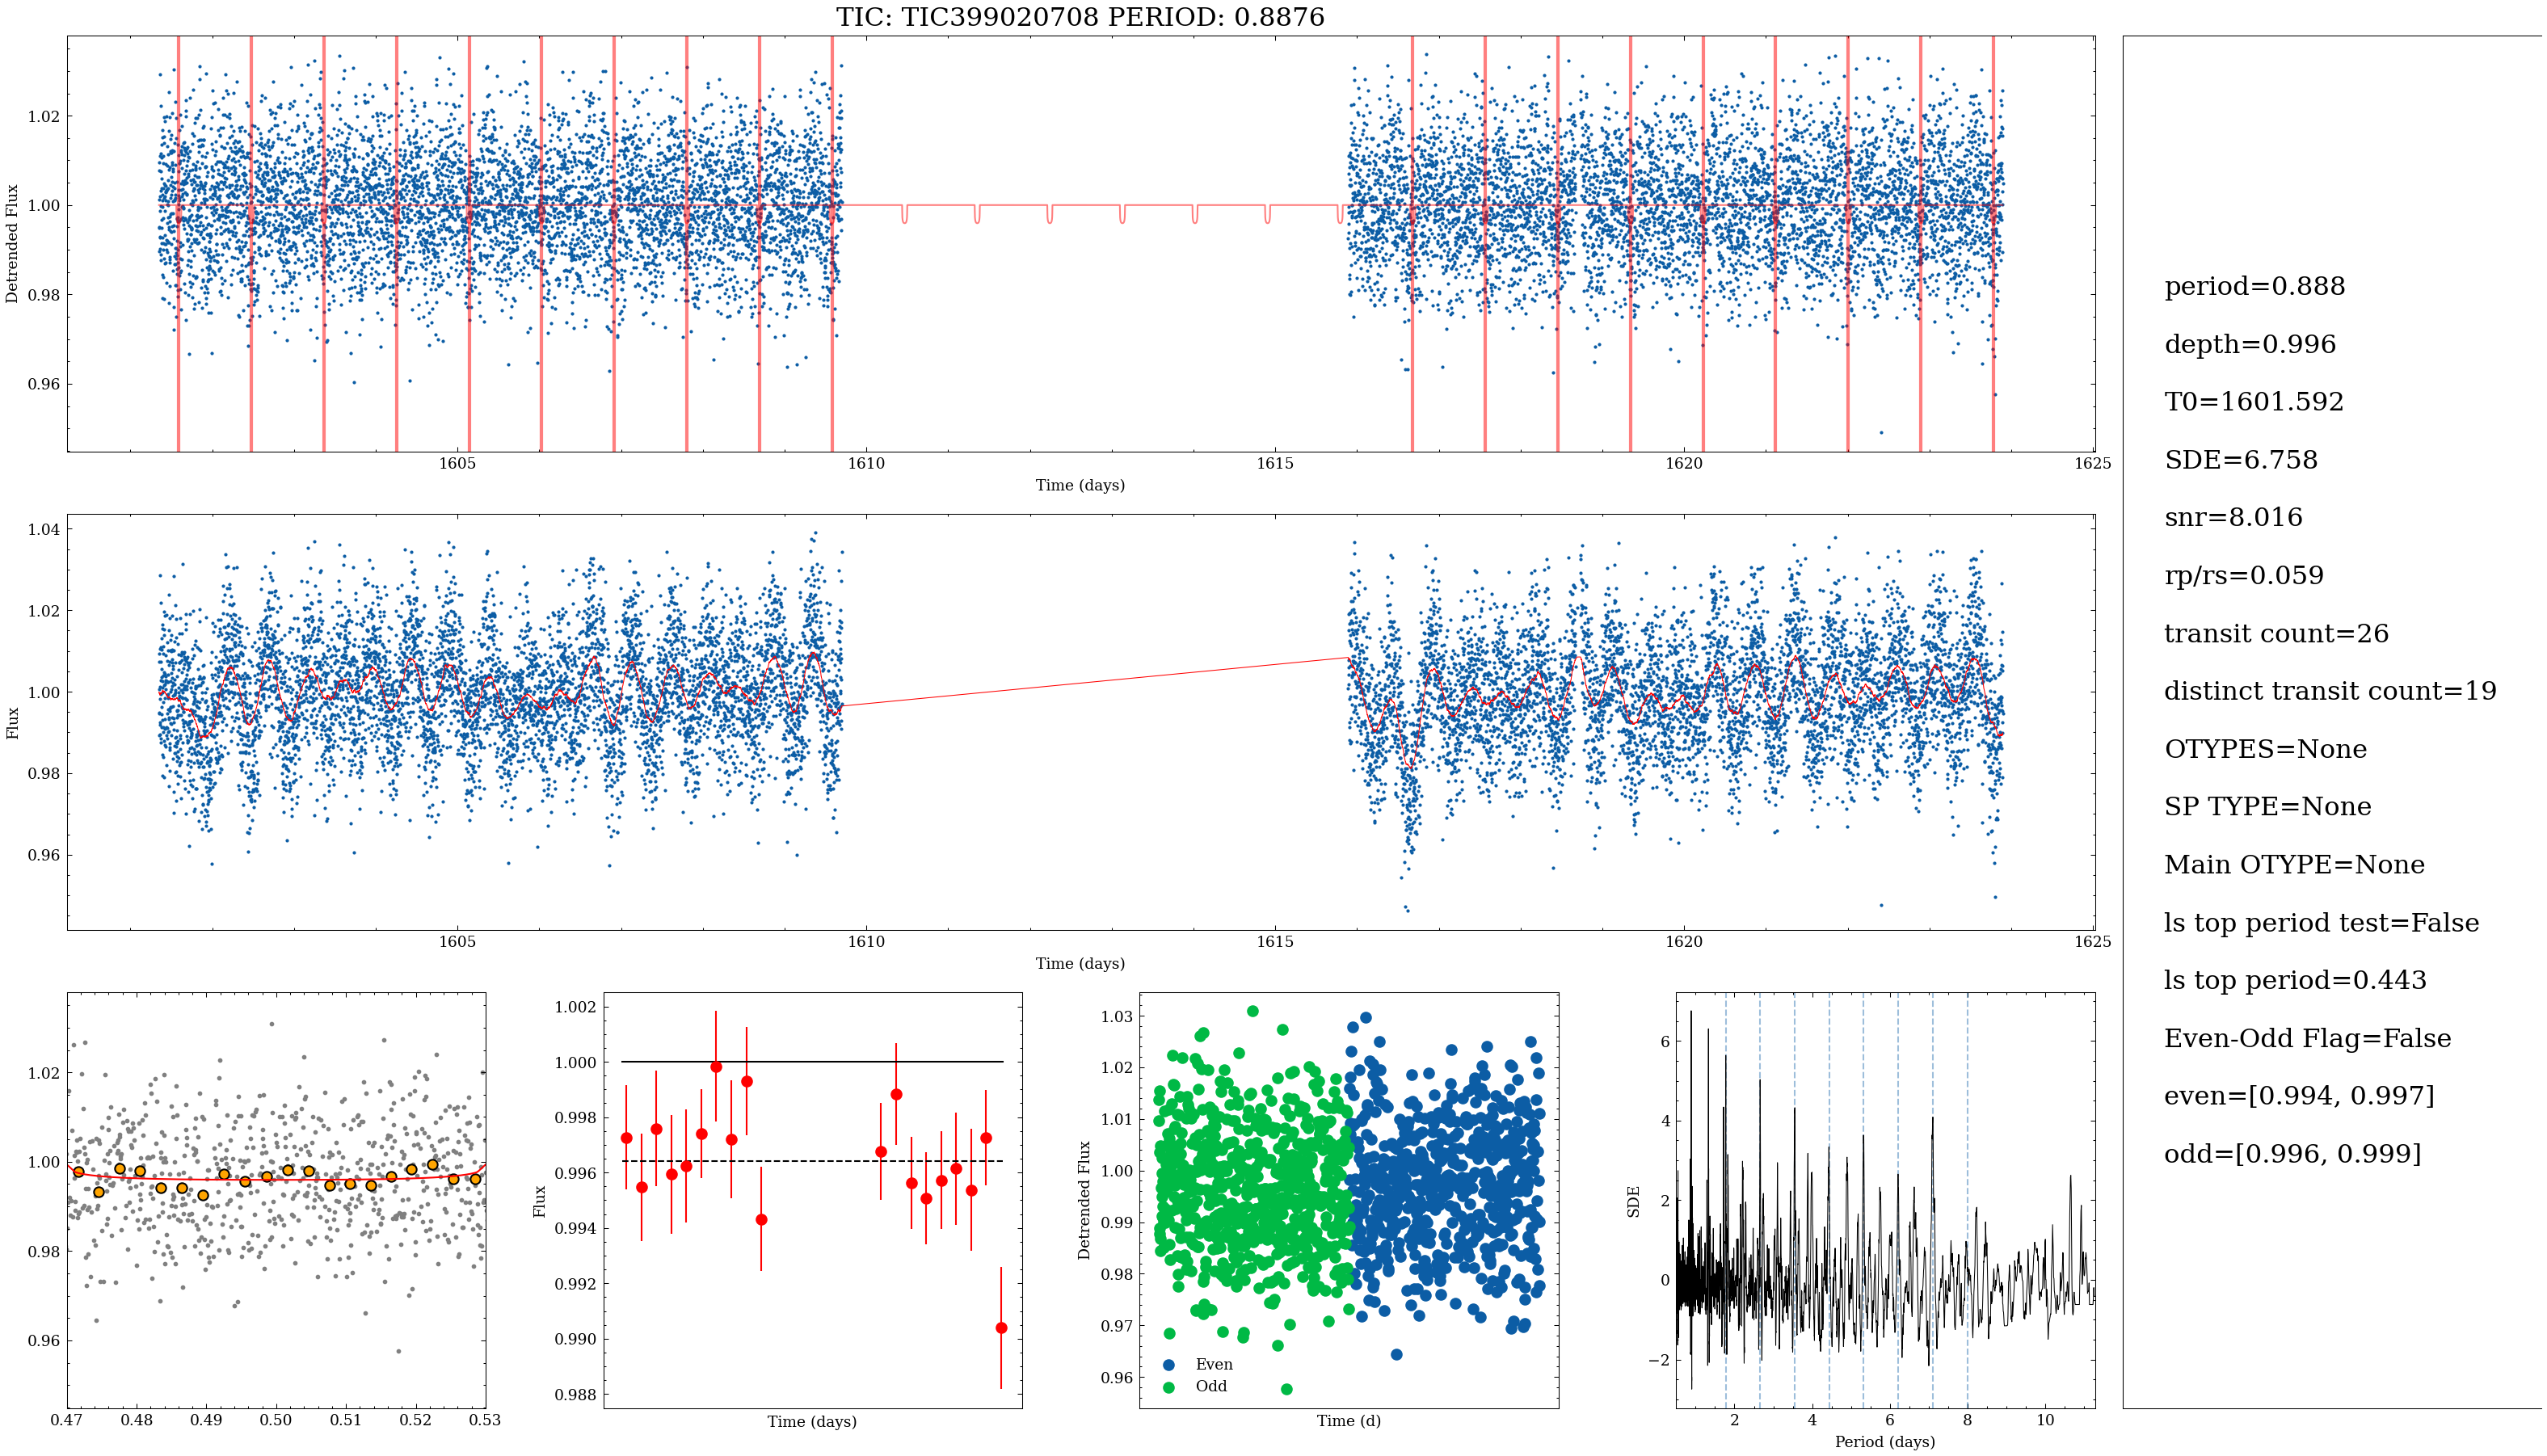 TIC: TIC399020708 PERIOD: 0.8876
Detrended Flux
1.02
1.00
0.98
0.96
1605
1610
1615
1620
1625
Time (days)
Flux
1.04
1.02
1.00
0.98
0.96
1605
1610
1615
1620
1625
Time (days)
1.02
1.00
0.98
0.96
0.47
0.48
0.49
0.50
0.51
0.52
0.53
Flux
1.002
1.000
0.998
0.996
0.994
0.992
0.990
0.988
Time (days)
Detrended Flux
1.03
1.02
1.01
1.00
0.99
0.98
0.97
0.96
Even
Odd
Time (d)
SDE
6
4
2
0
−2
2
4
6
8
10
Period (days)
period=0.888
depth=0.996
T0=1601.592
SDE=6.758
snr=8.016
rp/rs=0.059
transit count=26
distinct transit count=19
OTYPES=None
SP TYPE=None
Main OTYPE=None
ls top period test=False
ls top period=0.443
Even-Odd Flag=False
even=[0.994, 0.997]
odd=[0.996, 0.999]